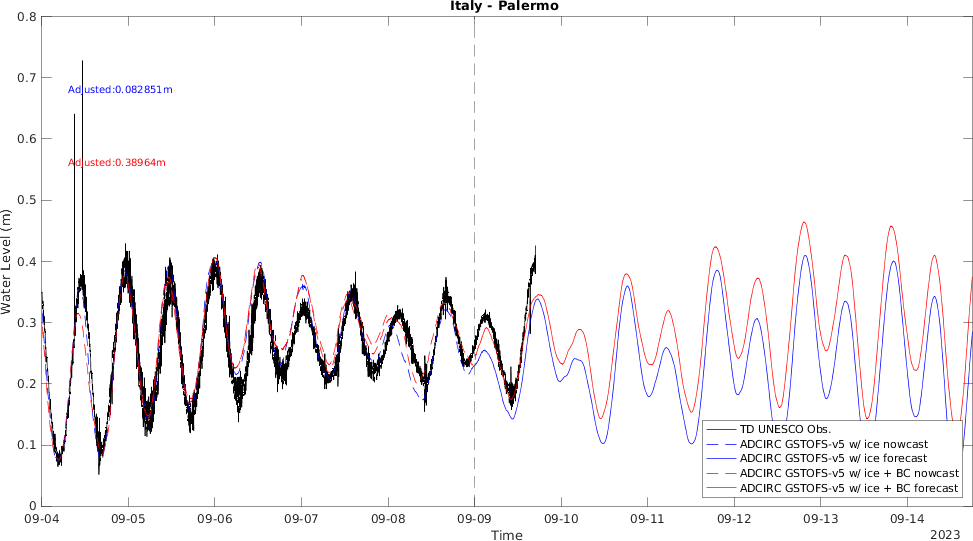 Italy - Palermo
0.8
0.7
Adjusted:0.082851m
0.6
Adjusted:0.38964m
0.5
0.4
0.3
0.2
0.1
0
Water Level (m)
TD UNESCO Obs.
ADCIRC GSTOFS-v5 w/ ice nowcast
ADCIRC GSTOFS-v5 w/ ice forecast
ADCIRC GSTOFS-v5 w/ ice + BC nowcast
ADCIRC GSTOFS-v5 w/ ice + BC forecast
09-04 09-05 09-06 09-07 09-08 09-09 09-10 09-11 09-12 09-13 09-14
Time
2023